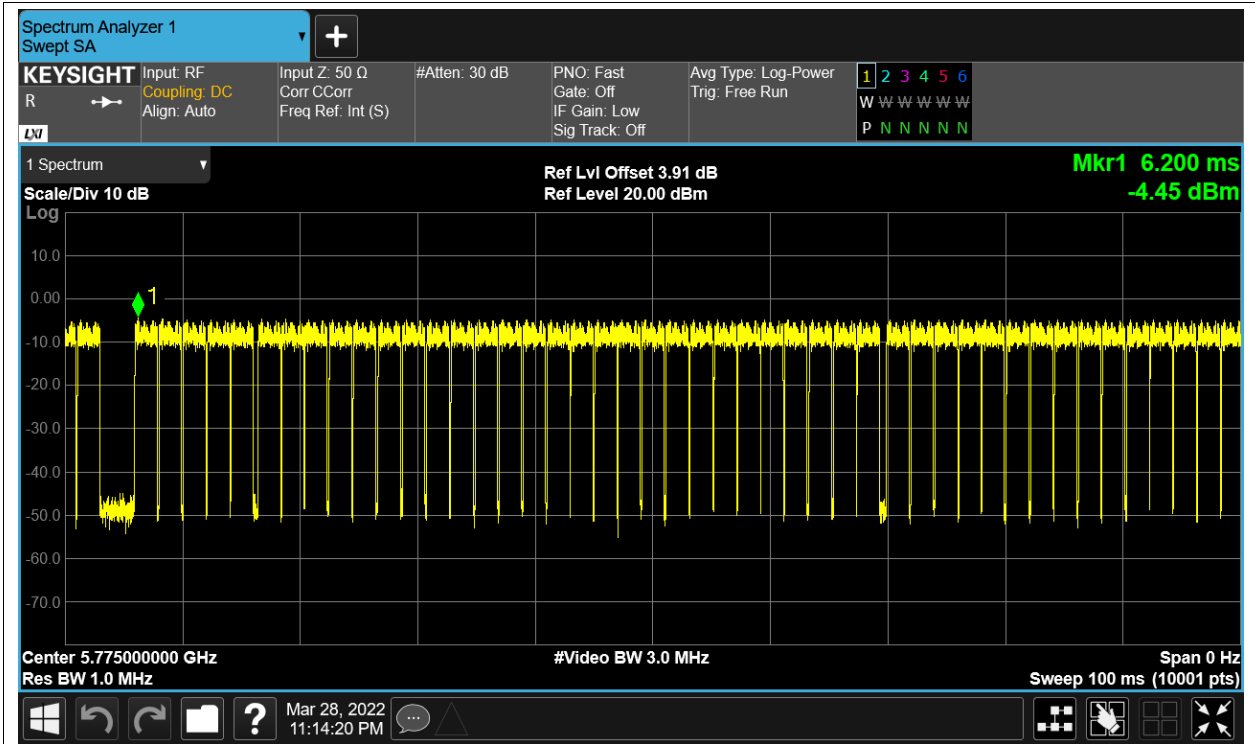 Spectrum Analyzer 1
Swept SA
KEYSIGHT
R
LXI
Input: RF
Coupling: DC
Align: Auto
Input Z: 50 Ω
Corr CCorr
Freq Ref: Int (S)
#Atten: 30 dB
PNO: Fast
Gate: Off
IF Gain: Low
Sig Track: Off
Avg Type: Log-Power
Trig: Free Run
1 2 3 4 5 6
W W W W W W
P N N N N N
1 Spectrum
Scale/Div 10 dB
Log
Ref Lvl Offset 3.91 dB
Ref Level 20.00 dBm
Mkr1 6.200 ms
-4.45 dBm
10.0
0.00
1
-10.0
-20.0
-30.0
-40.0
-50.0
-60.0
-70.0
Center 5.775000000 GHz
Res BW 1.0 MHz
#Video BW 3.0 MHz
Span 0 Hz
Sweep 100 ms (10001 pts)
?
Mar 28, 2022
11:14:20 PM